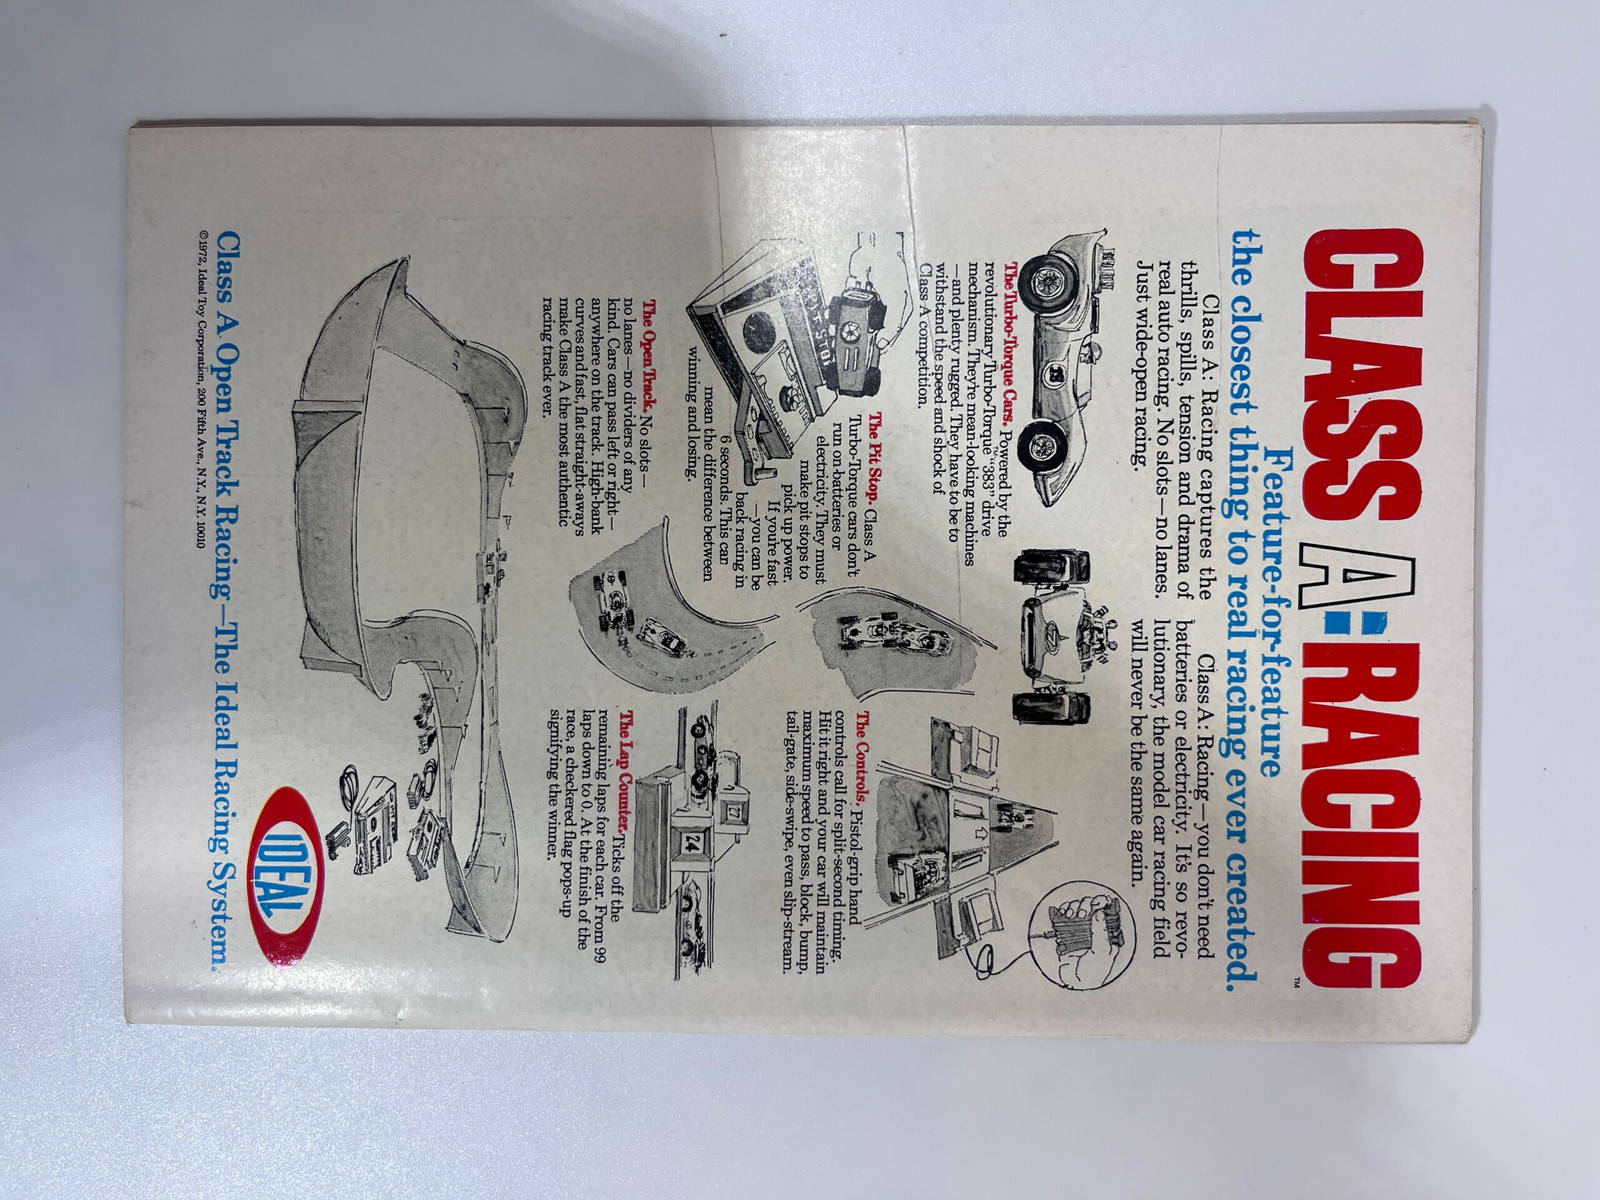 CLASS A: RACING™
Feature-for-feature
the closest thing to real racing ever created.
Class A: Racing captures the
thrills, spills, tension and drama of
real auto racing. No slots—no lanes.
Just wide-open racing.
Class A: Racing—you don't need
batteries or electricity. It's so revo-
lutionary, the model car racing field
will never be the same again.
The Turbo-Torque Cars. Powered by the
revolutionary Turbo-Torque™ "983" drive
mechanism. They're mean-looking machines
—and plenty rugged. They have to be to
withstand the speed and shock of
Class A competition.
The Pit Stop. Class A
Turbo-Torque cars don't
run on batteries or
electricity. They must
make pit stops to
pick up power.
If you're fast
—you can be
back racing in
6 seconds. This can
mean the difference between
winning and losing.
PIT STOP
The Controls. Pistol-grip hand
controls call for split-second timing.
Hit it right and your car will maintain
maximum speed to pass, block, bump,
tail-gate, side-swipe, even slip-stream.
The Open Track. No slots—
no lanes—no dividers of any
kind. Cars can pass left or right—
anywhere on the track. High-bank
curves and fast, flat straight-aways
make Class A the most authentic
racing track ever.
27
24
The Lap Counter. Ticks off the
remaining laps for each car. From 99
laps down to 0. At the finish of the
race, a checkered flag pops-up
signifying the winner.
IDEAL
Class A Open Track Racing—The Ideal Racing System.
©1972, Ideal Toy Corporation, 200 Fifth Ave., N.Y., N.Y. 10010